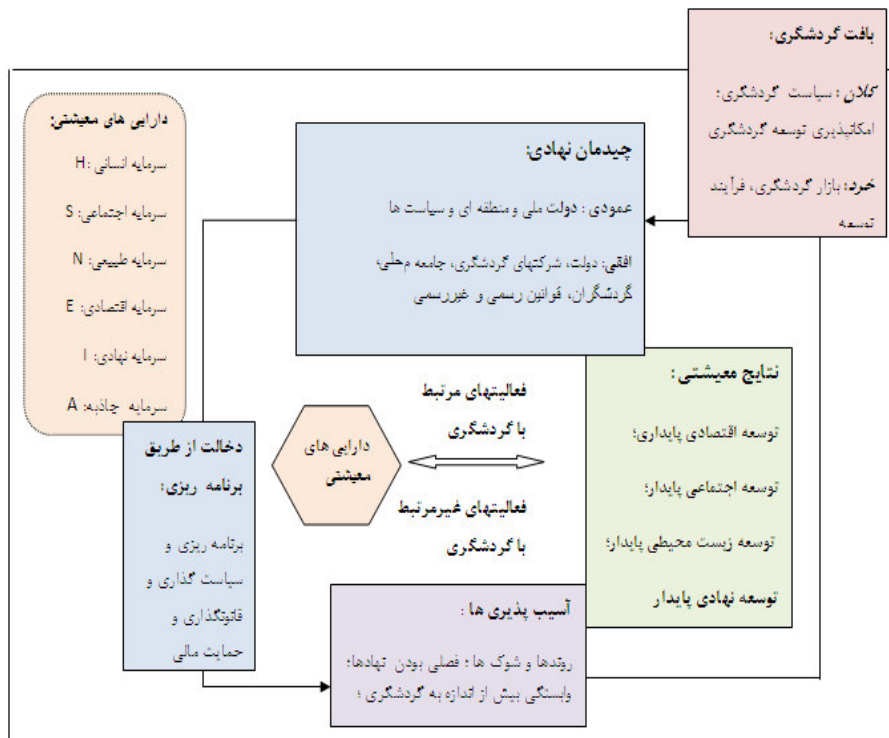 بافت گردشگری:
کلان: سیاست گردشگری؛
امکانپذیری توسعه گردشگری
خرد: بازار گردشگری، فرآیند
توسعه
دارایی های معیشتی:
سرمایه انسانی: H
سرمایه اجتماعی: S
سرمایه طبیعی: N
سرمایه اقتصادی: E
سرمایه نهادی: I
سرمایه جاذبه: A
چیدمان نهادی:
عمودی: دولت ملی و منطقه ای و سیاست ها
افقی: دولت، شرکتهای گردشگری، جامعه محلی،
گردشگران، قوانین رسمی و غیررسمی
نتایج معیشتی:
توسعه اقتصادی پایداری؛
توسعه اجتماعی پایدار؛
توسعه زیست محیطی پایدار؛
توسعه نهادی پایدار
فعالیتهای مرتبط
با گردشگری
فعالیتهای غیرمرتبط
با گردشگری
دارایی های
معیشتی
دخالت از طریق
برنامه ریزی:
برنامه ریزی و
سیاست گذاری و
قانونگذاری و
حمایت مالی
آسیب پذیری ها :
روندها و شوک ها ؛ فصلی بودن نهادها؛
وابستگی بیش از اندازه به گردشگری ؛